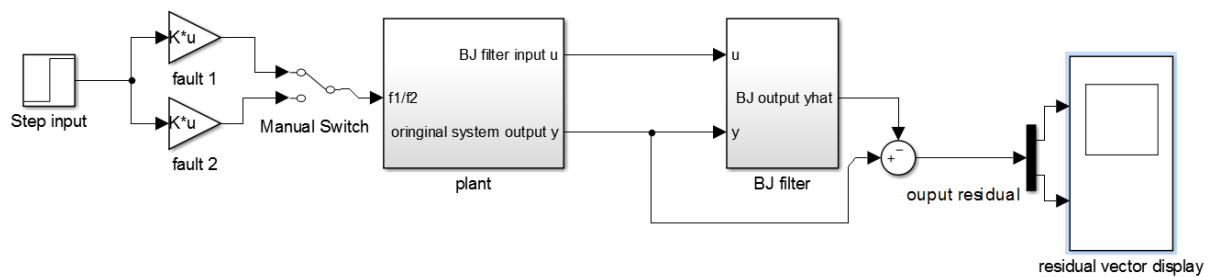 Step input
K*u
fault 1
K*u
fault 2
Manual Switch
f1/f2
BJ filter input u
oringinal system output y
plant
u
y
BJ output yhat
BJ filter
+
−
ouput residual
residual vector display